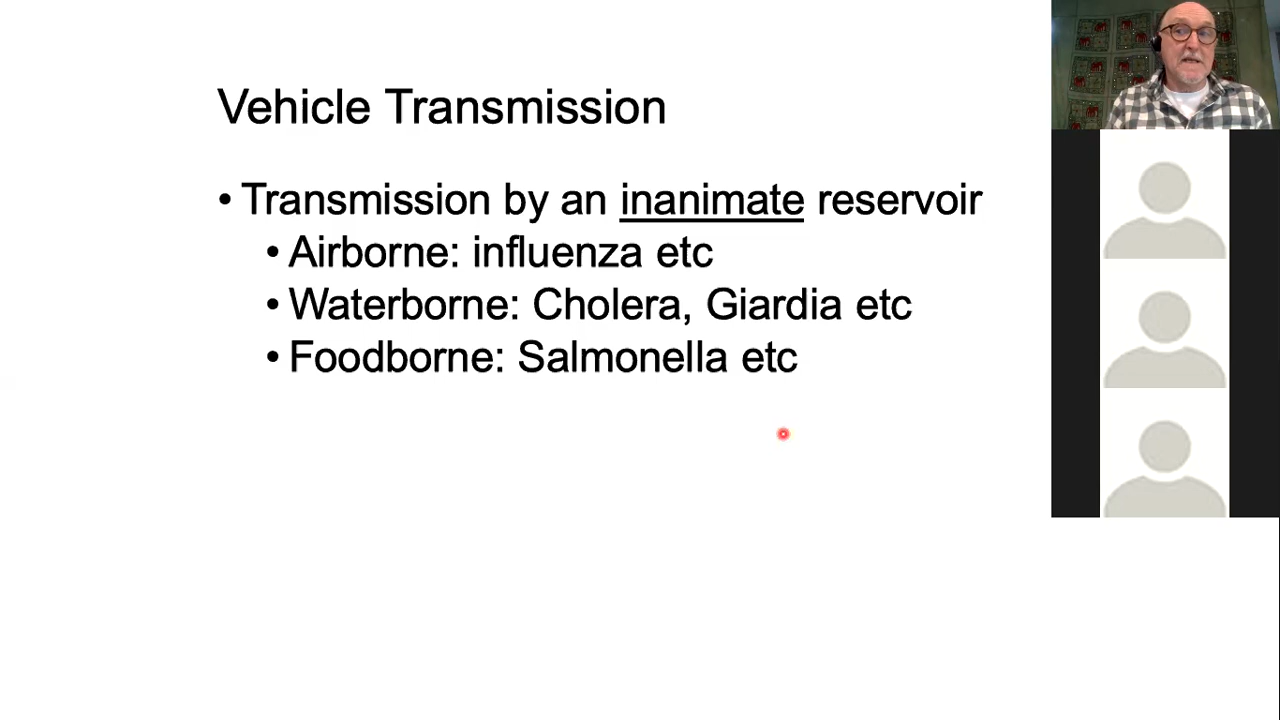 Vehicle Transmission
• Transmission by an inanimate reservoir
• Airborne: influenza etc
• Waterborne: Cholera, Giardia etc
• Foodborne: Salmonella etc